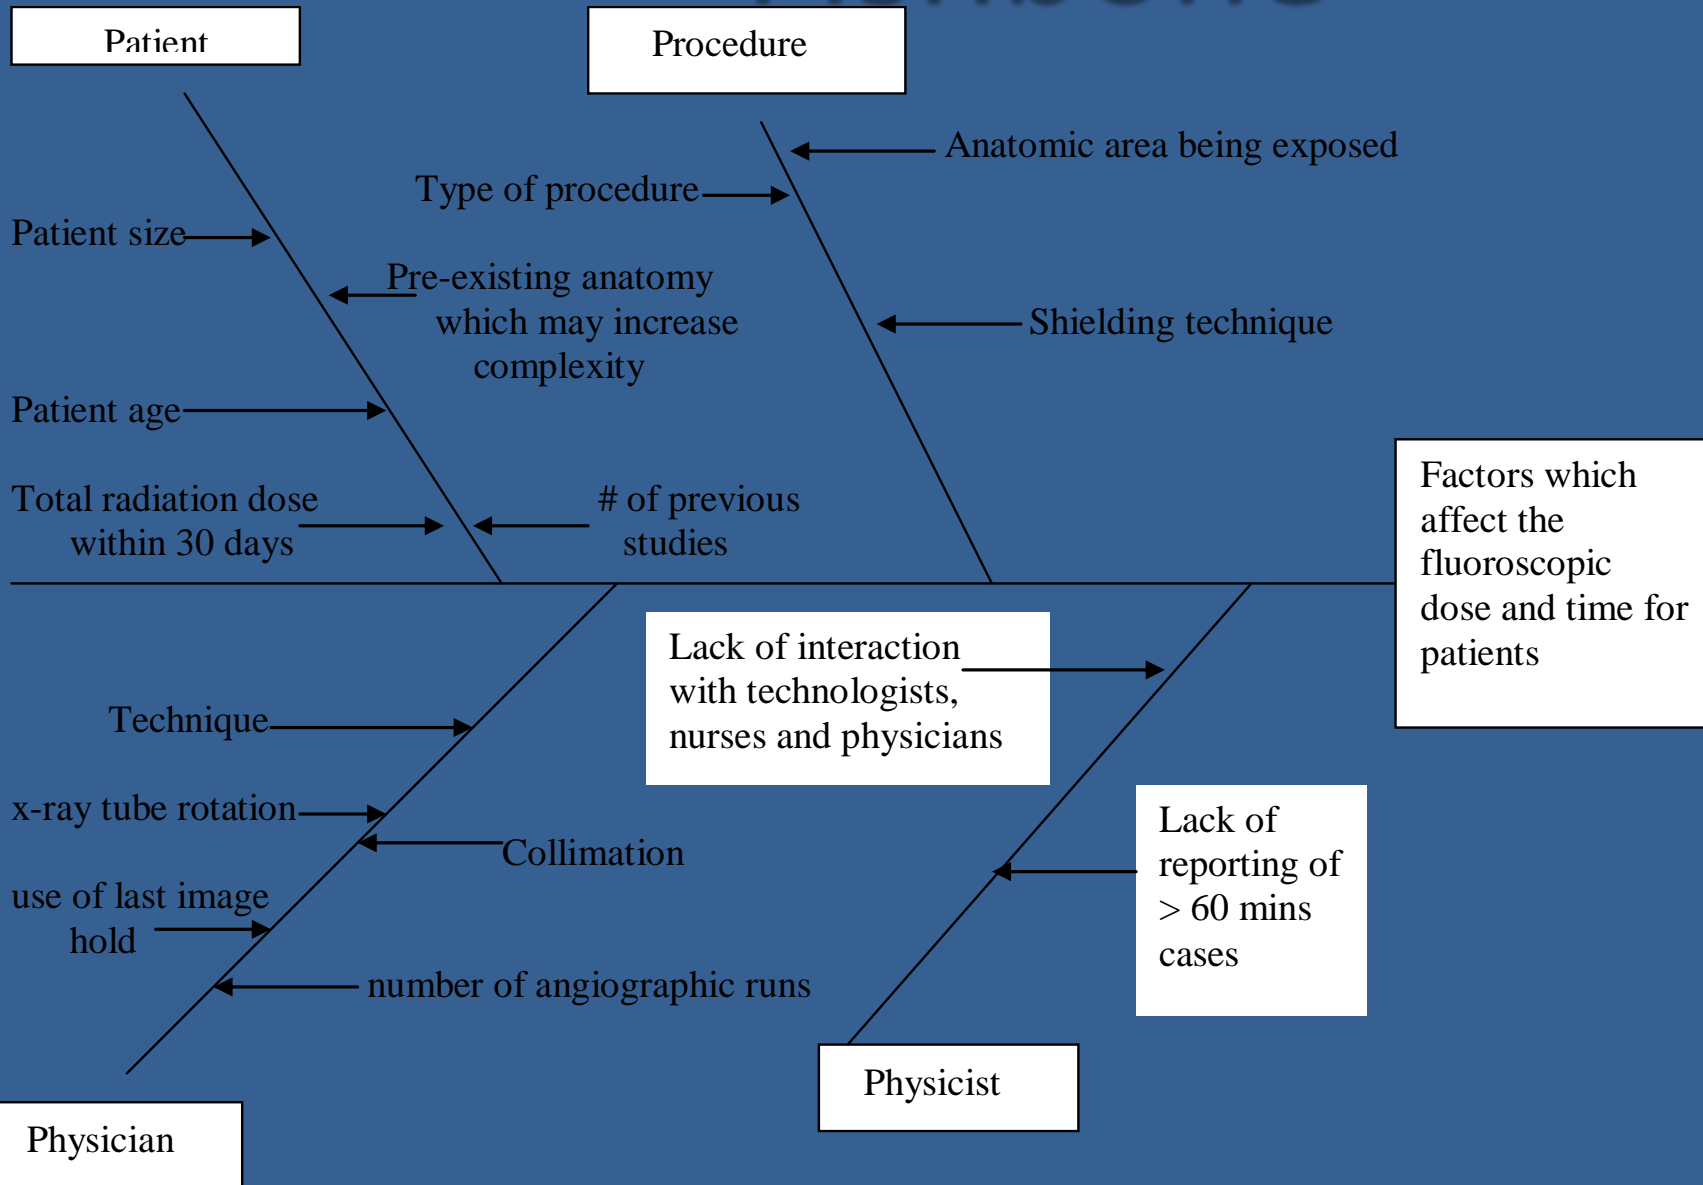 Patient
Procedure
Anatomic area being exposed
Type of procedure
Patient size
Pre-existing anatomy
which may increase
complexity
Shielding technique
Patient age
Total radiation dose
within 30 days
# of previous
studies
Factors which
affect the
fluoroscopic
dose and time for
patients
Lack of interaction
with technologists,
nurses and physicians
Technique
x-ray tube rotation
Collimation
use of last image
hold
number of angiographic runs
Lack of
reporting of
> 60 mins
cases
Physicist
Physician